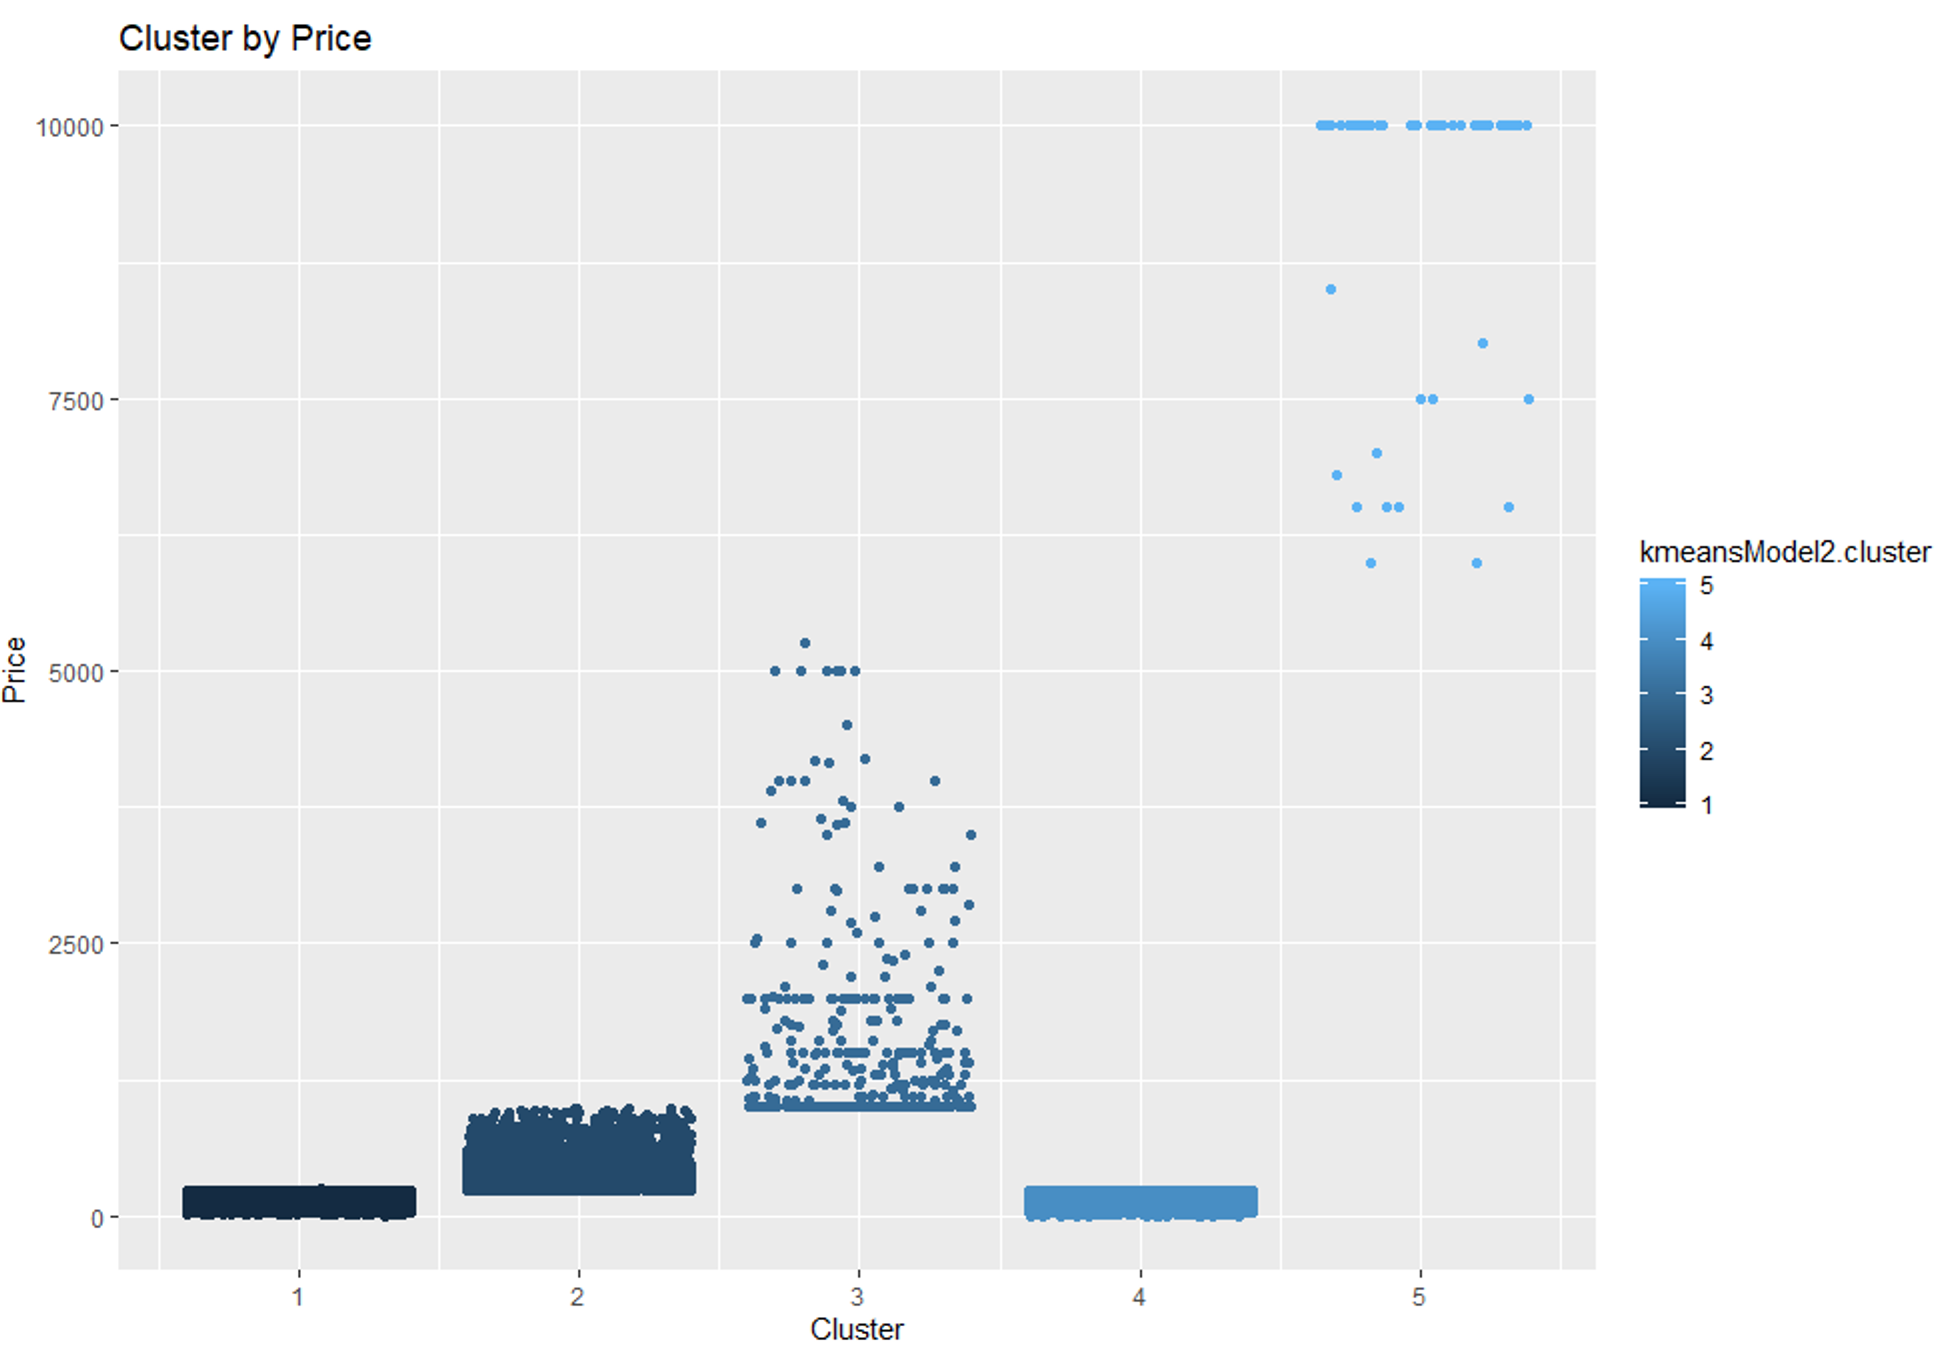 Cluster by Price
10000
7500
5000
2500
0
Price
1 2 3 4 5
Cluster
kmeansModel2.cluster
5
4
3
2
1